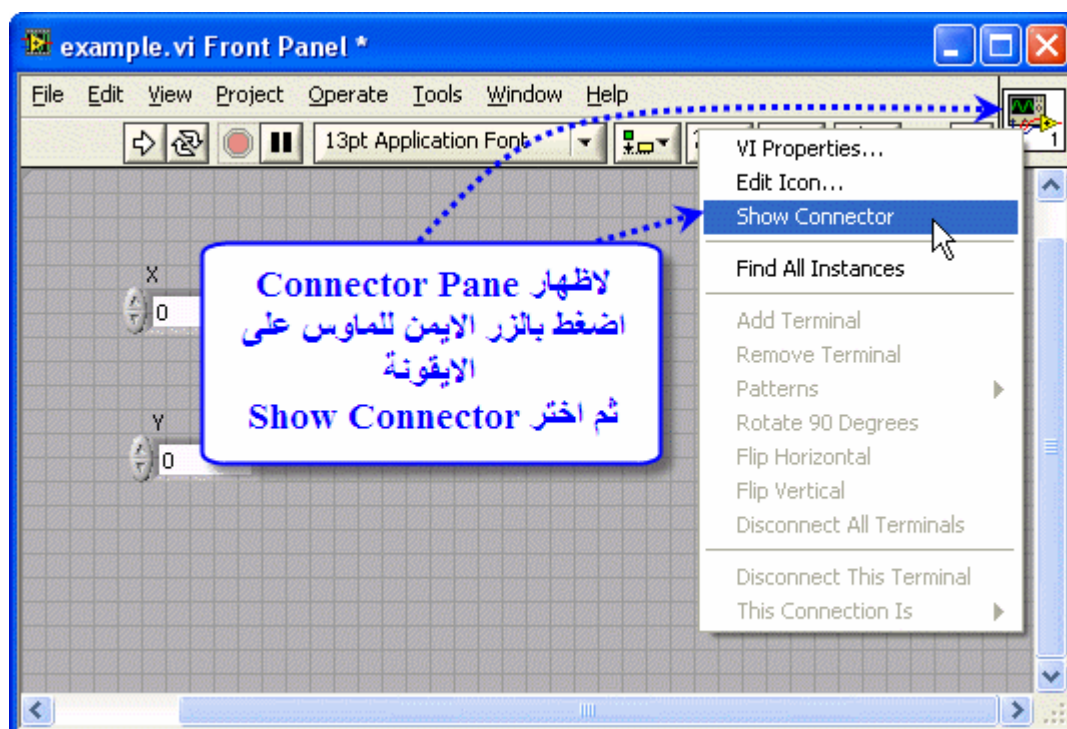 example.vi Front Panel *
File Edit View Project Operate Tools Window Help
13pt Application Font
1
VI Properties...
Edit Icon...
Show Connector
Find All Instances
Add Terminal
Remove Terminal
Patterns
Rotate 90 Degrees
Flip Horizontal
Flip Vertical
Disconnect All Terminals
Disconnect This Terminal
This Connection Is
X
0
Y
0
لاظهار Connector Pane
اضغط بالزر الايمن للماوس على
الايقونة
ثم اختر Show Connector